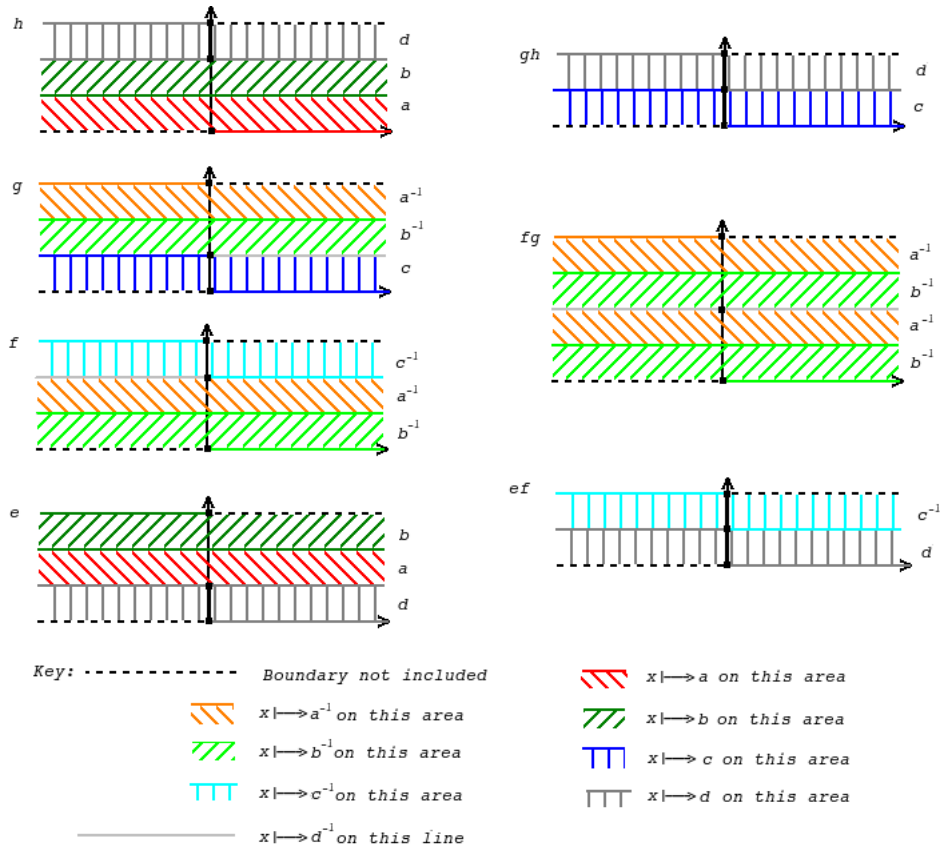 h
d
b
a
gh
d
c
g
a⁻¹
b⁻¹
c
fg
a⁻¹
b⁻¹
a⁻¹
b⁻¹
f
c⁻¹
a⁻¹
b⁻¹
e
b
a
d
ef
c⁻¹
d
Key: Boundary not included
x↦a⁻¹ on this area
x↦b⁻¹ on this area
x↦c⁻¹ on this area
x↦d⁻¹ on this line
x↦a on this area
x↦b on this area
x↦c on this area
x↦d on this area